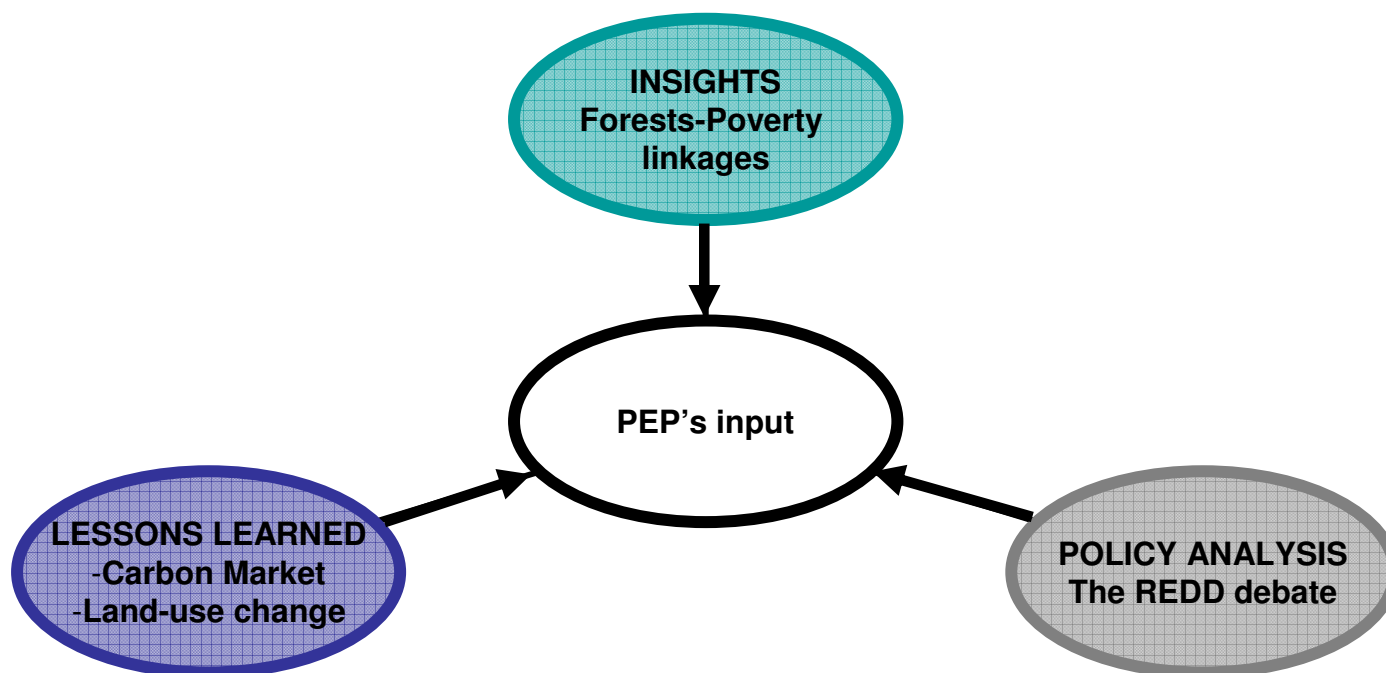 INSIGHTS
Forests-Poverty
linkages
PEP’s input
LESSONS LEARNED
-Carbon Market
-Land-use change
POLICY ANALYSIS
The REDD debate